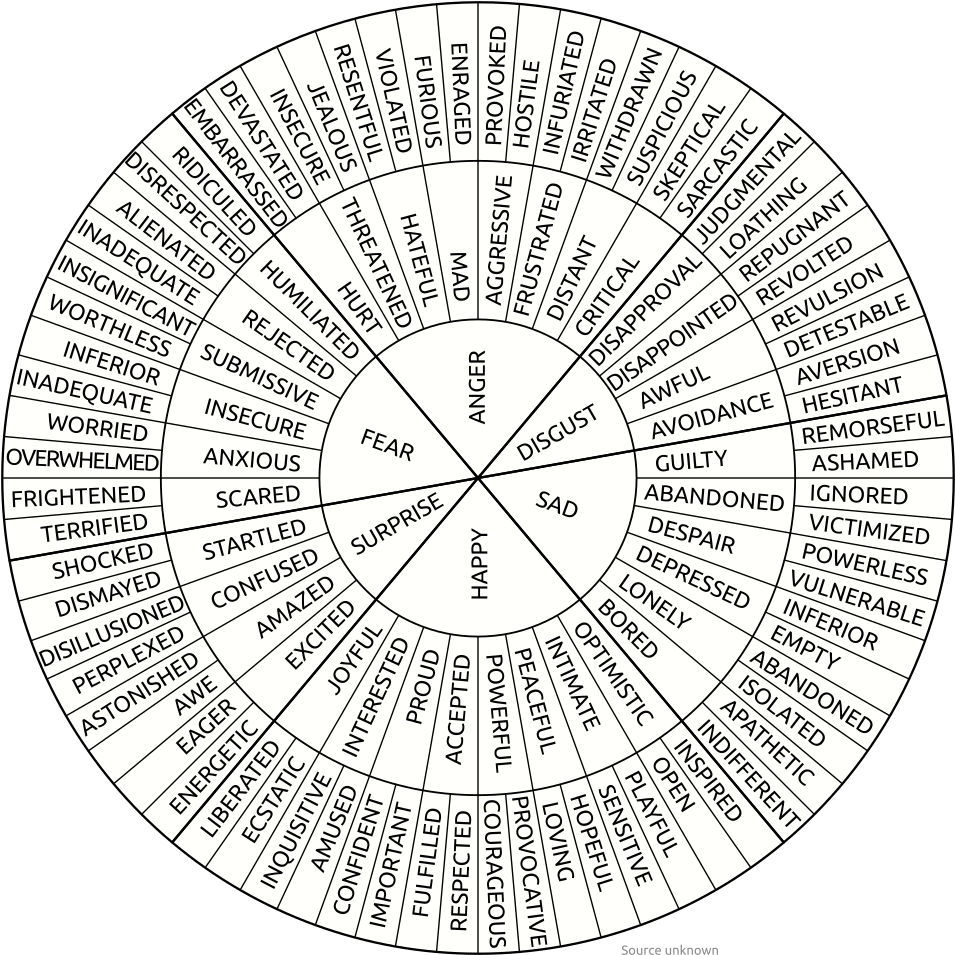 ANGER
DISGUST
SAD
HAPPY
SURPRISE
FEAR
HURT
THREATENED
HATEFUL
MAD
AGGRESSIVE
FRUSTRATED
DISTANT
CRITICAL
DISAPPROVAL
DISAPPOINTED
AWFUL
AVOIDANCE
GUILTY
ABANDONED
DESPAIR
DEPRESSED
LONELY
BORED
OPTIMISTIC
INTIMATE
PEACEFUL
POWERFUL
ACCEPTED
PROUD
INTERESTED
JOYFUL
EXCITED
AMAZED
CONFUSED
STARTLED
SCARED
ANXIOUS
INSECURE
SUBMISSIVE
REJECTED
HUMILIATED
EMBARRASSED
DEVASTATED
INSECURE
JEALOUS
RESENTFUL
VIOLATED
FURIOUS
ENRAGED
PROVOKED
HOSTILE
INFURIATED
IRRITATED
WITHDRAWN
SUSPICIOUS
SKEPTICAL
SARCASTIC
JUDGMENTAL
LOATHING
REPUGNANT
REVOLTED
REVULSION
DETESTABLE
AVERSION
HESITANT
REMORSEFUL
ASHAMED
IGNORED
VICTIMIZED
POWERLESS
VULNERABLE
INFERIOR
EMPTY
ABANDONED
ISOLATED
APATHETIC
INDIFFERENT
INSPIRED
OPEN
PLAYFUL
SENSITIVE
HOPEFUL
LOVING
PROVOCATIVE
COURAGEOUS
RESPECTED
FULFILLED
IMPORTANT
CONFIDENT
AMUSED
INQUISITIVE
ECSTATIC
LIBERATED
ENERGETIC
EAGER
AWE
ASTONISHED
PERPLEXED
DISILLUSIONED
DISMAYED
SHOCKED
TERRIFIED
FRIGHTENED
OVERWHELMED
WORRIED
INADEQUATE
INFERIOR
WORTHLESS
INSIGNIFICANT
INADEQUATE
ALIENATED
DISRESPECTED
RIDICULED
Source unknown